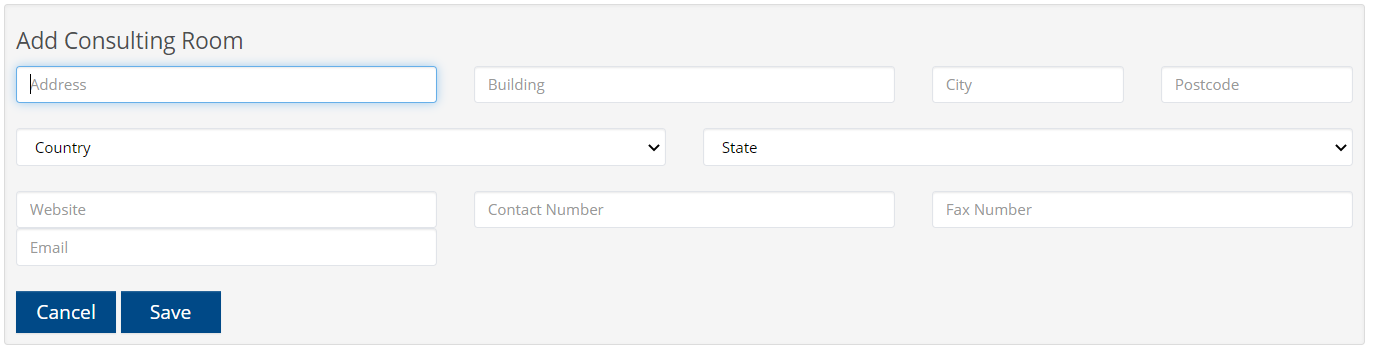 Add Consulting Room
Address Building City Postcode
Country State
Website Contact Number Fax Number
Email
Cancel Save